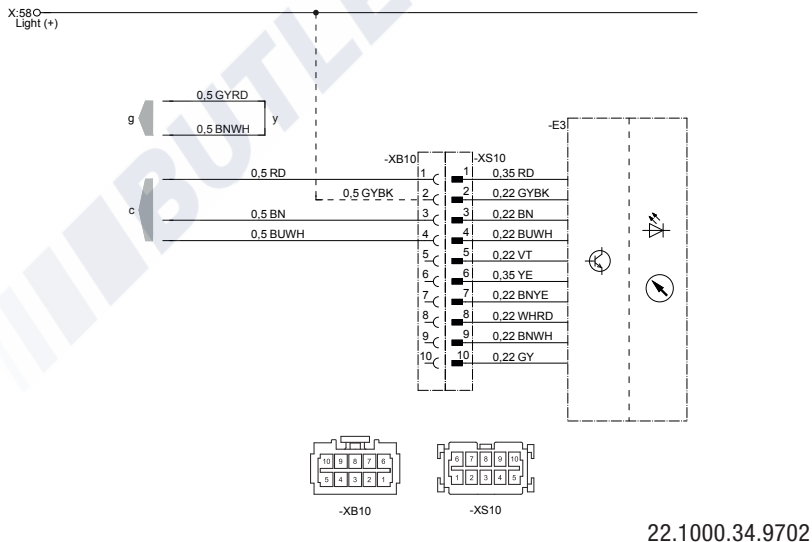 X:58
Light (+)
0,5 GYRD
g
y
0,5 BNWH
-E3
-XB10
-XS10
0,5 RD
1
1
0,35 RD
0,5 GYBK
2
2
0,22 GYBK
c
0,5 BN
3
3
0,22 BN
0,5 BUWH
4
4
0,22 BUWH
5
5
0,22 VT
6
6
0,35 YE
7
7
0,22 BNYE
8
8
0,22 WHRD
9
9
0,22 BNWH
10
10
0,22 GY
10 9 8 7 6
5 4 3 2 1
6 7 8 9 10
1 2 3 4 5
-XB10
-XS10
22.1000.34.9702
BUTLE